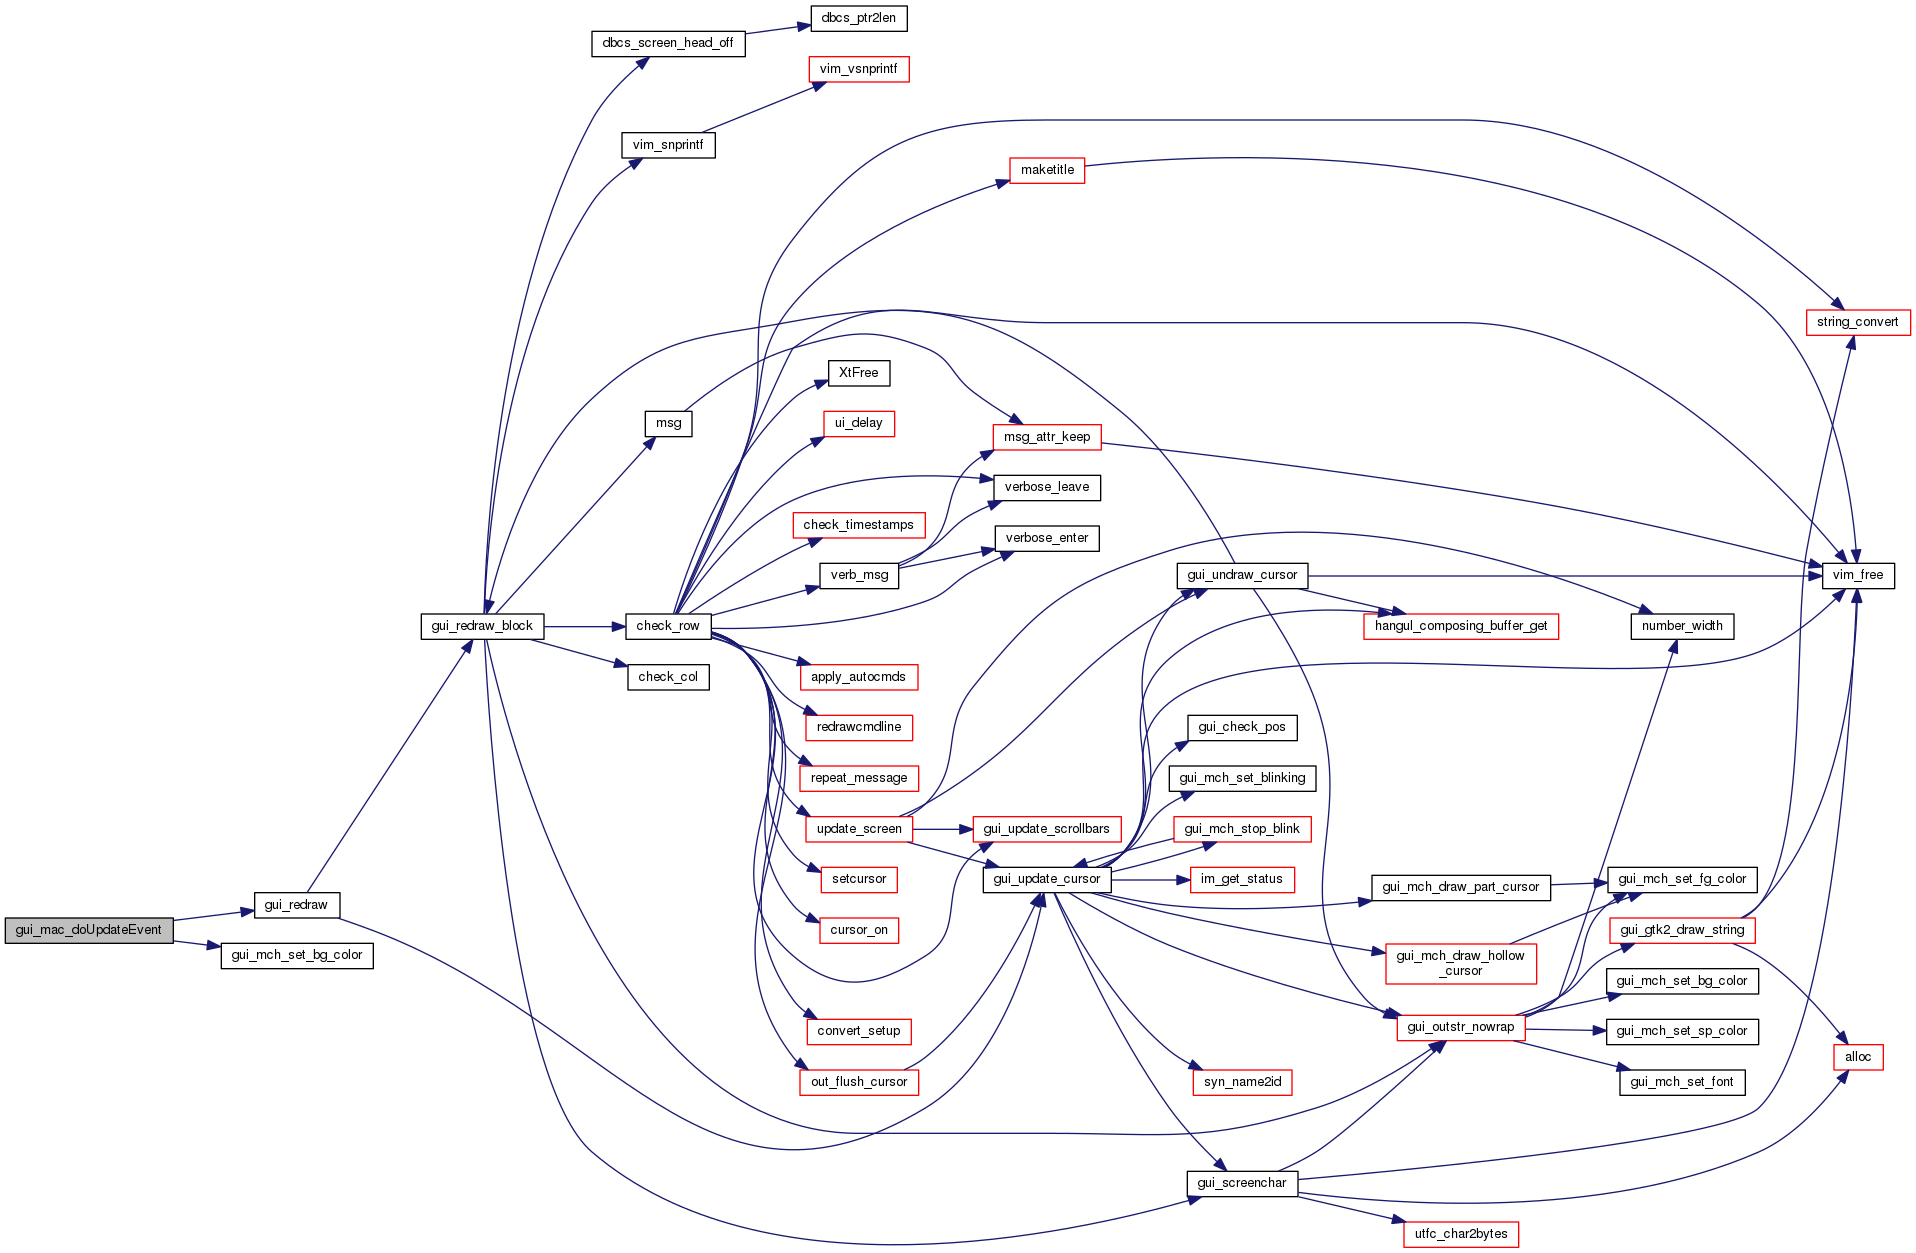 dbcs_ptr2len
dbcs_screen_head_off
vim_vsnprintf
vim_snprintf
maketitle
string_convert
XtFree
ui_delay
msg
msg_attr_keep
verbose_leave
check_timestamps
verbose_enter
verb_msg
gui_undraw_cursor
vim_free
gui_redraw_block
check_row
hangul_composing_buffer_get
number_width
check_col
apply_autocmds
redrawcmdline
gui_check_pos
repeat_message
gui_mch_set_blinking
update_screen
gui_update_scrollbars
gui_mch_stop_blink
setcursor
gui_update_cursor
im_get_status
gui_mch_draw_part_cursor
gui_mch_set_fg_color
gui_redraw
gui_mac_doUpdateEvent
cursor_on
gui_gtk2_draw_string
gui_mch_set_bg_color
gui_mch_draw_hollow
_cursor
gui_mch_set_bg_color
convert_setup
gui_outstr_nowrap
gui_mch_set_sp_color
alloc
out_flush_cursor
syn_name2id
gui_mch_set_font
gui_screenchar
utfc_char2bytes